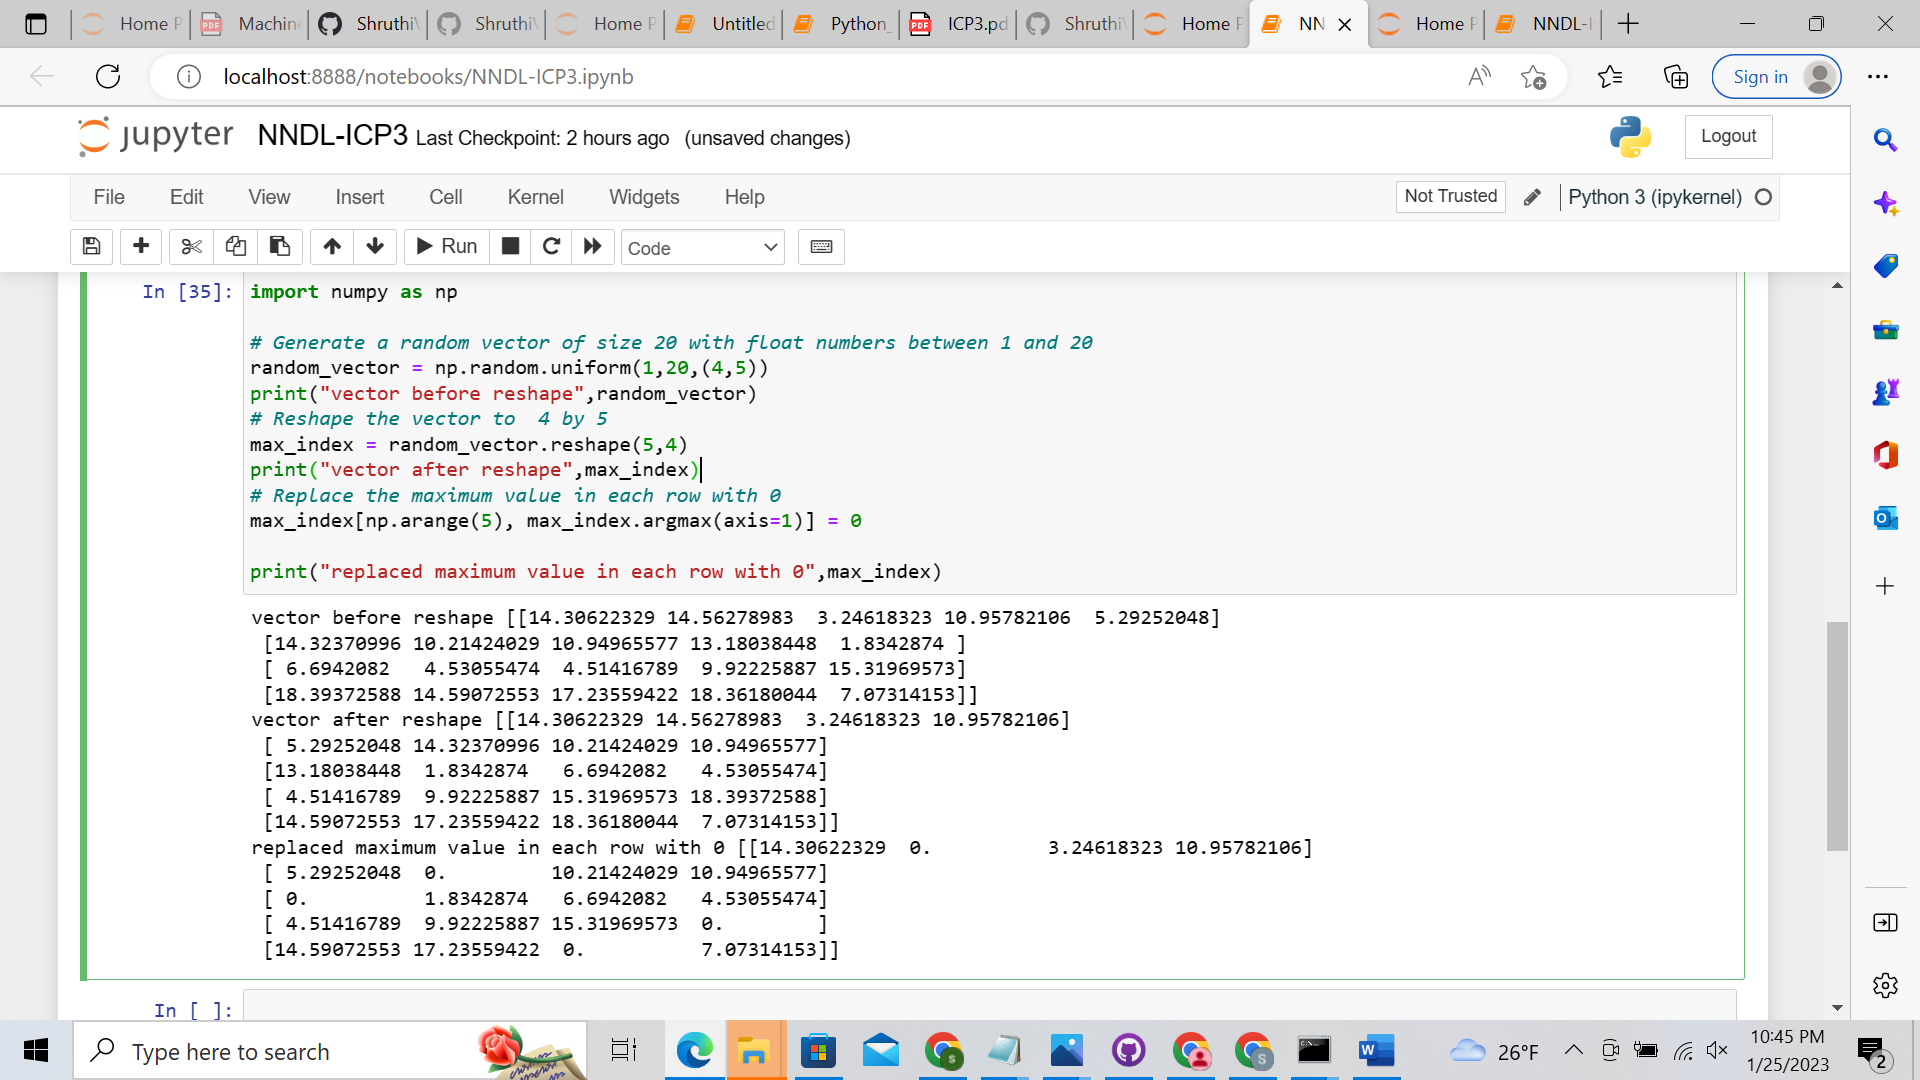 Home P
Machine
Shruthi
Shruthi
Home P
Untitled
Python_
ICP3.pd
Shruthi
Home P
NN
Home P
NNDL-I
localhost:8888/notebooks/NNDL-ICP3.ipynb
Sign in
jupyter NNDL-ICP3 Last Checkpoint: 2 hours ago (unsaved changes)
Logout
File Edit View Insert Cell Kernel Widgets Help
Not Trusted
Python 3 (ipykernel)
Run
Code
In [35]: import numpy as np
# Generate a random vector of size 20 with float numbers between 1 and 20
random_vector = np.random.uniform(1,20,(4,5))
print("vector before reshape",random_vector)
# Reshape the vector to  4 by 5
max_index = random_vector.reshape(5,4)
print("vector after reshape",max_index)
# Replace the maximum value in each row with 0
max_index[np.arange(5), max_index.argmax(axis=1)] = 0
print("replaced maximum value in each row with 0",max_index)
vector before reshape [[14.30622329 14.56278983  3.24618323 10.95782106  5.29252048]
 [14.32370996 10.21424029 10.94965577 13.18038448  1.8342874 ]
 [ 6.6942082   4.53055474  4.51416789  9.92225887 15.31969573]
 [18.39372588 14.59072553 17.23559422 18.36180044  7.07314153]]
vector after reshape [[14.30622329 14.56278983  3.24618323 10.95782106]
 [ 5.29252048 14.32370996 10.21424029 10.94965577]
 [13.18038448  1.8342874   6.6942082   4.53055474]
 [ 4.51416789  9.92225887 15.31969573 18.39372588]
 [14.59072553 17.23559422 18.36180044  7.07314153]]
replaced maximum value in each row with 0 [[14.30622329  0.          3.24618323 10.95782106]
 [ 5.29252048  0.         10.21424029 10.94965577]
 [ 0.          1.8342874   6.6942082   4.53055474]
 [ 4.51416789  9.92225887 15.31969573  0.        ]
 [14.59072553 17.23559422  0.          7.07314153]]
In [ ]:
Type here to search
26°F
10:45 PM
1/25/2023
2